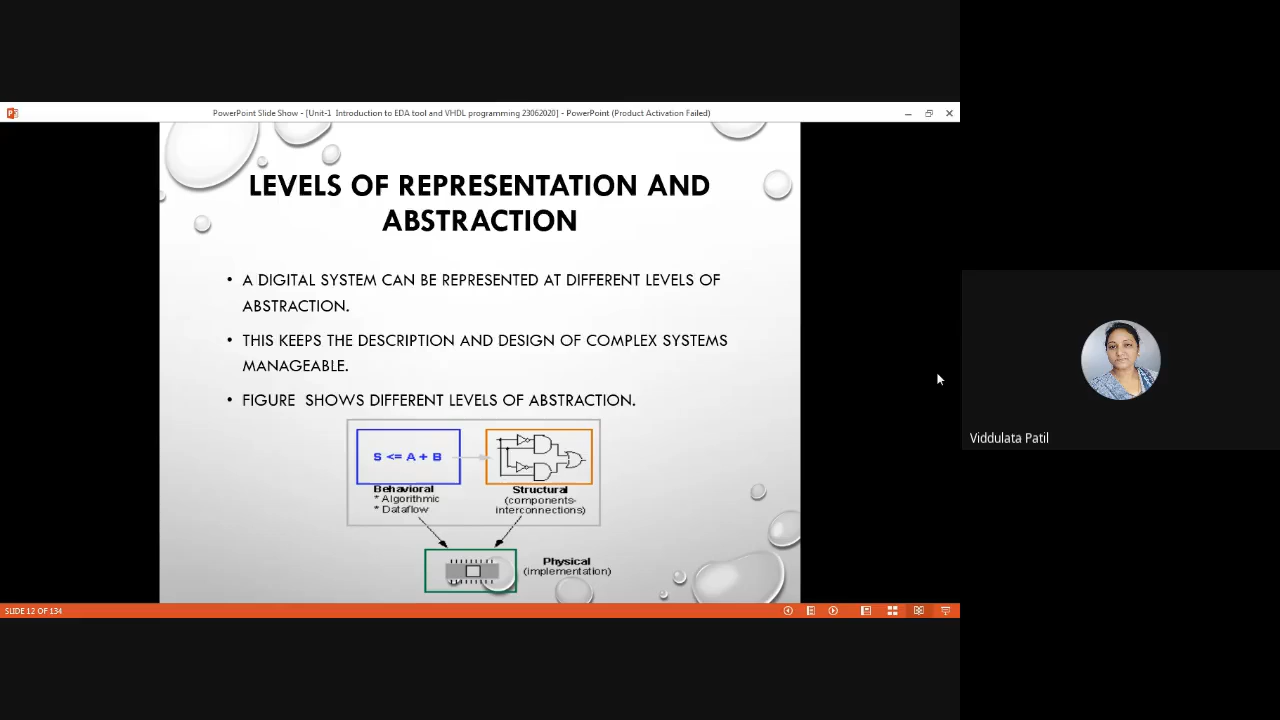 PowerPoint Slide Show - [Unit-1 Introduction to EDA tool and VHDL programming 23062020] - PowerPoint (Product Activation Failed)
LEVELS OF REPRESENTATION AND
ABSTRACTION
• A DIGITAL SYSTEM CAN BE REPRESENTED AT DIFFERENT LEVELS OF
ABSTRACTION.
• THIS KEEPS THE DESCRIPTION AND DESIGN OF COMPLEX SYSTEMS
MANAGEABLE.
• FIGURE SHOWS DIFFERENT LEVELS OF ABSTRACTION.
S <= A + B
Behavioral
* Algorithmic
* Dataflow
Structural
(components-
interconnections)
Physical
(implementation)
SLIDE 12 OF 134
Viddulata Patil